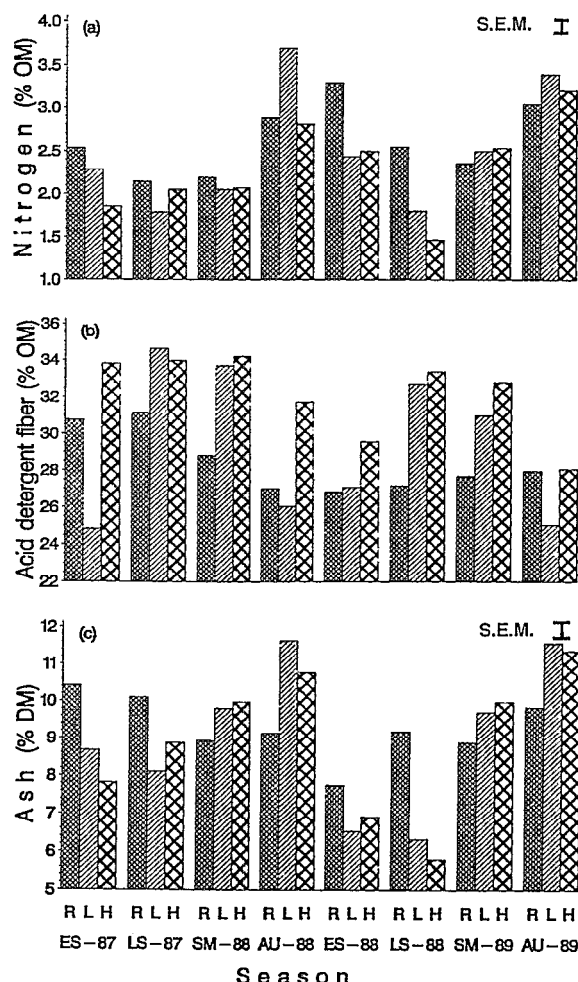 (a)
S.E.M.
Nitrogen (% OM)
4.0
3.5
3.0
2.5
2.0
1.5
1.0
(b)
Acid detergent fiber (% OM)
36
34
32
30
28
26
24
22
(c)
S.E.M.
Ash (% DM)
12
11
10
9
8
7
6
5
R L H R L H R L H R L H R L H R L H R L H R L H
ES-87 LS-87 SM-88 AU-88 ES-88 LS-88 SM-89 AU-89
Season